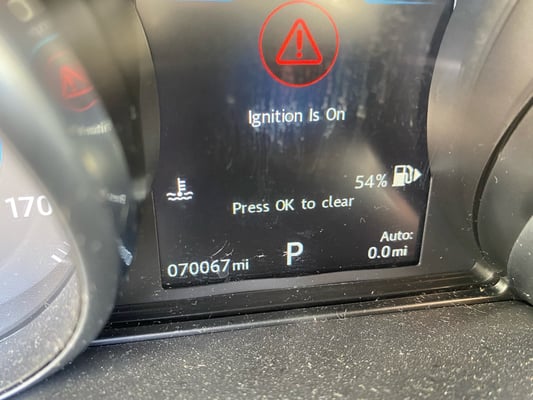 Ignition Is On
54%
Press OK to clear
170
Auto:
P
070067 mi
0.0 mi